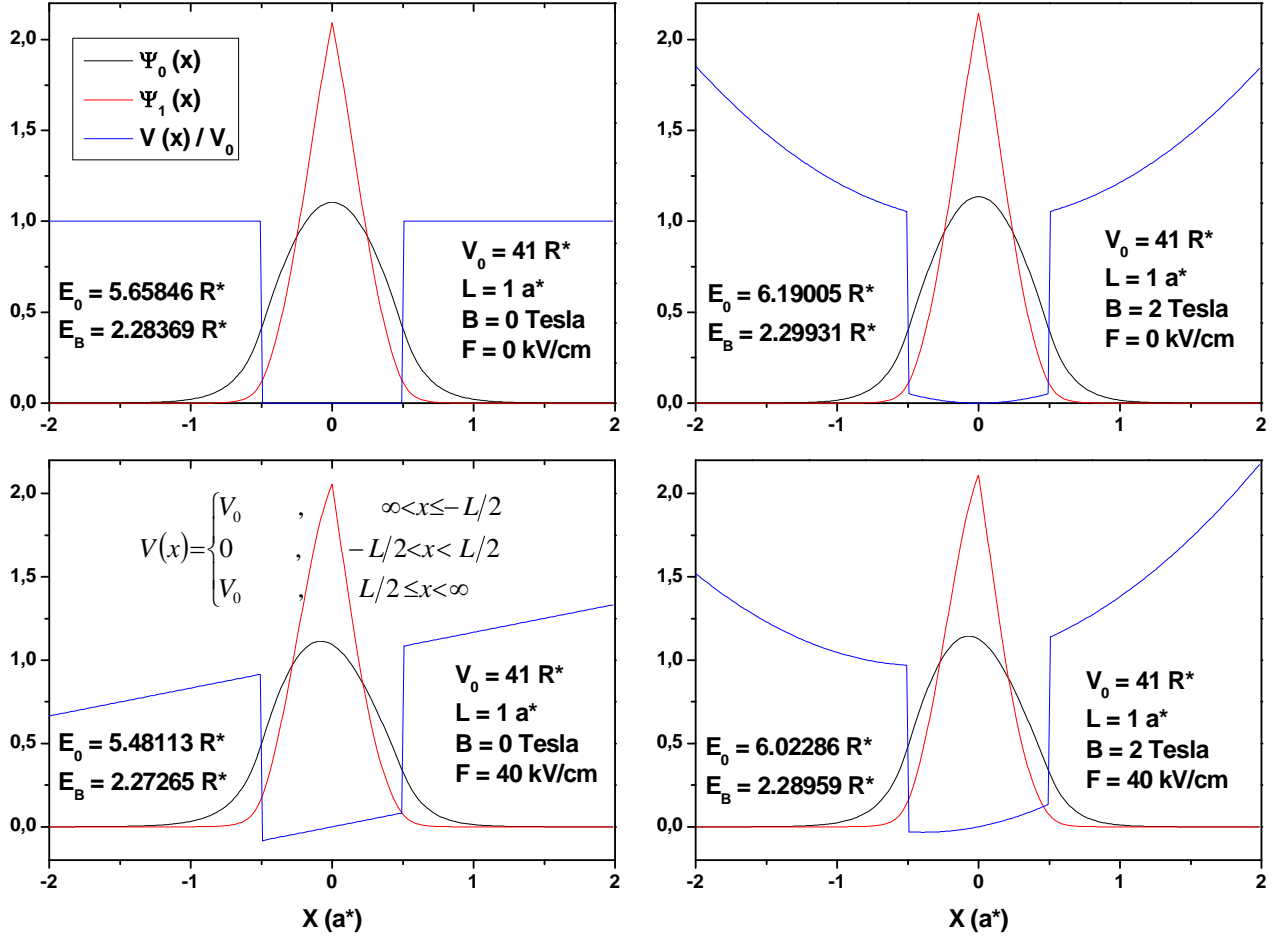 2,0
1,5
1,0
0,5
0,0
Ψ0 (x)
Ψ1 (x)
V (x) / V0
E0 = 5.65846 R*
EB = 2.28369 R*
V0 = 41 R*
L = 1 a*
B = 0 Tesla
F = 0 kV/cm
-2 -1 0 1 2
2,0
1,5
1,0
0,5
0,0
E0 = 6.19005 R*
EB = 2.29931 R*
V0 = 41 R*
L = 1 a*
B = 2 Tesla
F = 0 kV/cm
-2 -1 0 1 2
2,0
1,5
1,0
0,5
0,0
V(x)={V0 , ∞<x≤-L/2
0 , -L/2<x<L/2
V0 , L/2≤x<∞
E0 = 5.48113 R*
EB = 2.27265 R*
V0 = 41 R*
L = 1 a*
B = 0 Tesla
F = 40 kV/cm
-2 -1 0 1 2
X (a*)
2,0
1,5
1,0
0,5
0,0
E0 = 6.02286 R*
EB = 2.28959 R*
V0 = 41 R*
L = 1 a*
B = 2 Tesla
F = 40 kV/cm
-2 -1 0 1 2
X (a*)